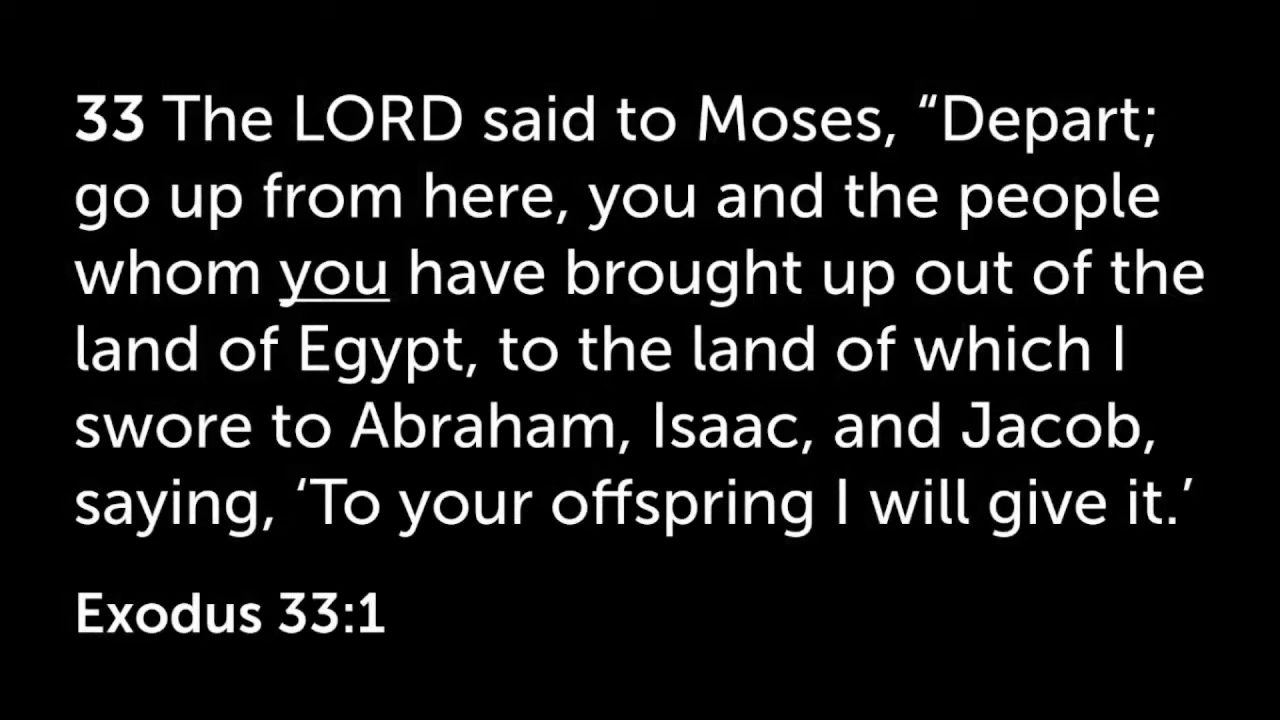 33 The LORD said to Moses, “Depart;
go up from here, you and the people
whom you have brought up out of the
land of Egypt, to the land of which I
swore to Abraham, Isaac, and Jacob,
saying, ‘To your offspring I will give it.’
Exodus 33:1